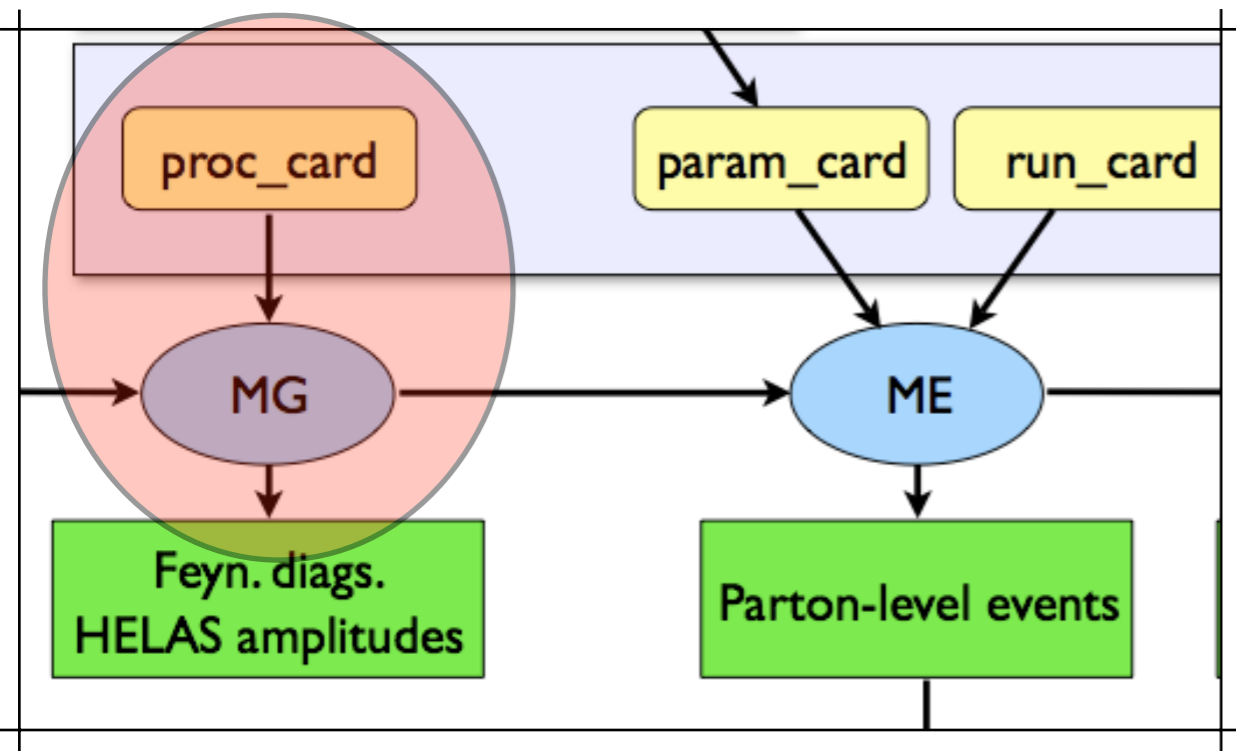 proc_card
param_card
run_card
MG
ME
Feyn. diags.
HELAS amplitudes
Parton-level events